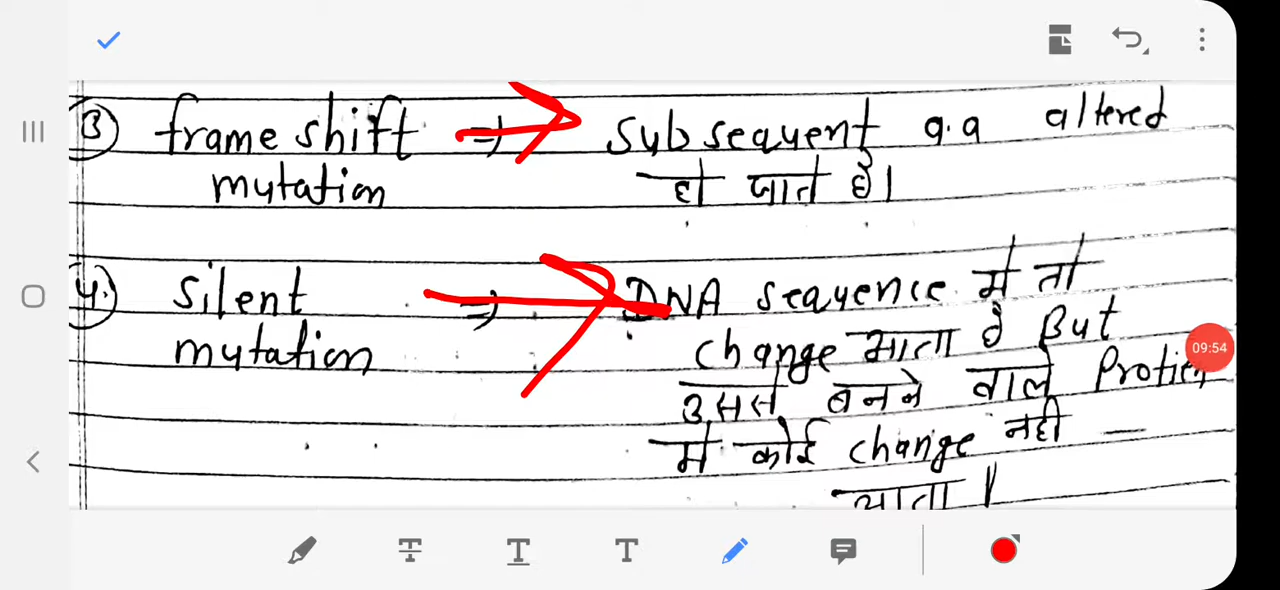 ③ frame shift ⇒ Subsequent a.a altered
mutation हो जाते है।
④. Silent ⇒ DNA sequence में तो
mutation change आता है But
उससे बनने वाले Protien
में कोई change नही —
आता ।
09:54